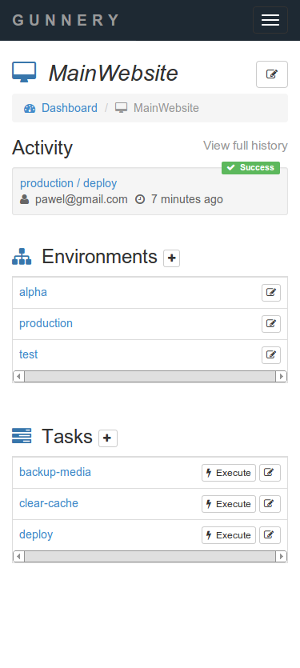 GUNNERY
MainWebsite
Dashboard / MainWebsite
Activity View full history
Success
production / deploy
pawel@gmail.com 7 minutes ago
Environments
alpha
production
test
Tasks
backup-media Execute
clear-cache Execute
deploy Execute